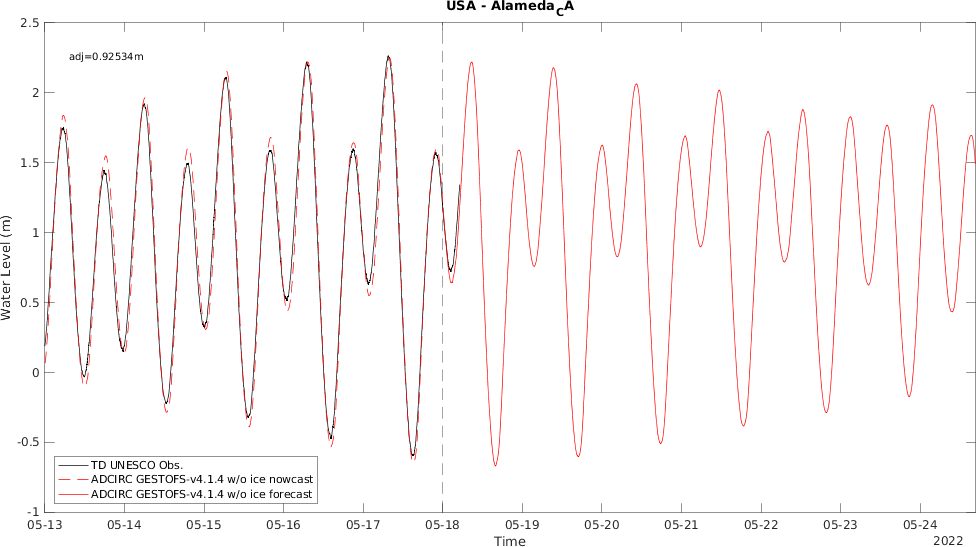 USA - Alameda_CA
2.5
adj=0.92534m
2
1.5
1
0.5
0
-0.5
-1
Water Level (m)
TD UNESCO Obs.
ADCIRC GESTOFS-v4.1.4 w/o ice nowcast
ADCIRC GESTOFS-v4.1.4 w/o ice forecast
05-13 05-14 05-15 05-16 05-17 05-18 05-19 05-20 05-21 05-22 05-23 05-24
Time
2022